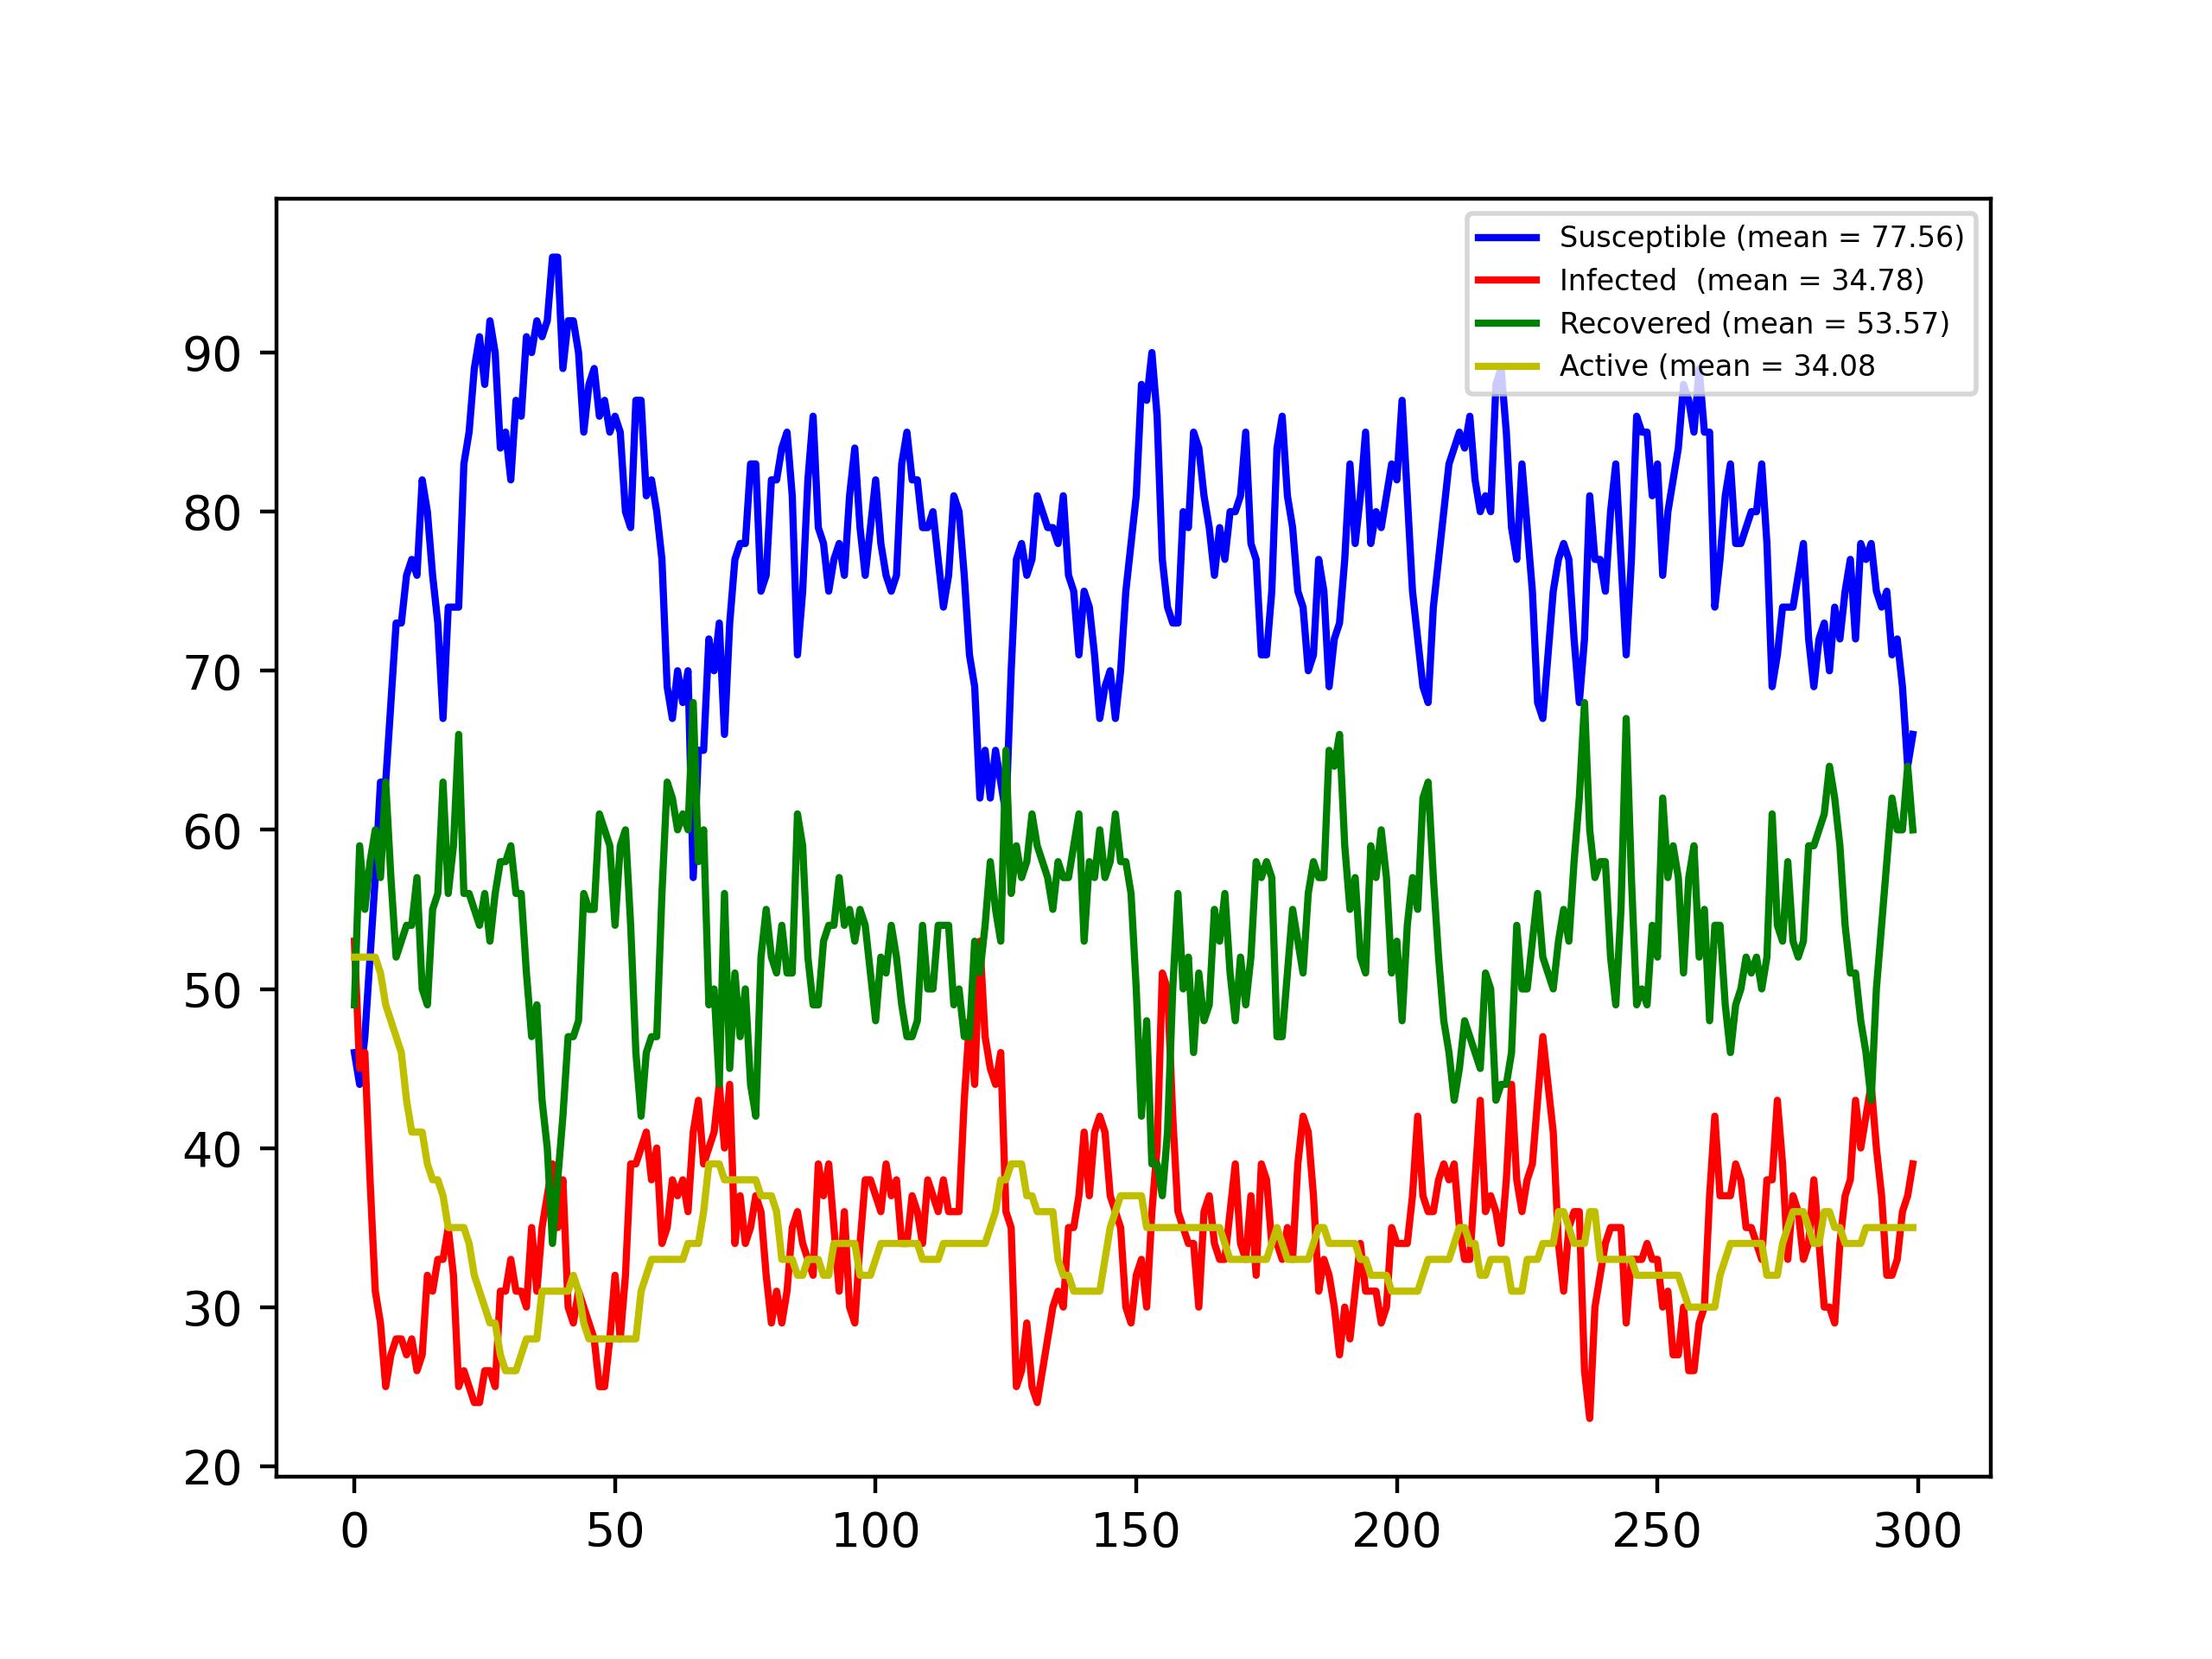 Susceptible (mean = 77.56)
Infected  (mean = 34.78)
Recovered (mean = 53.57)
Active (mean = 34.08
90
80
70
60
50
40
30
20
0 50 100 150 200 250 300